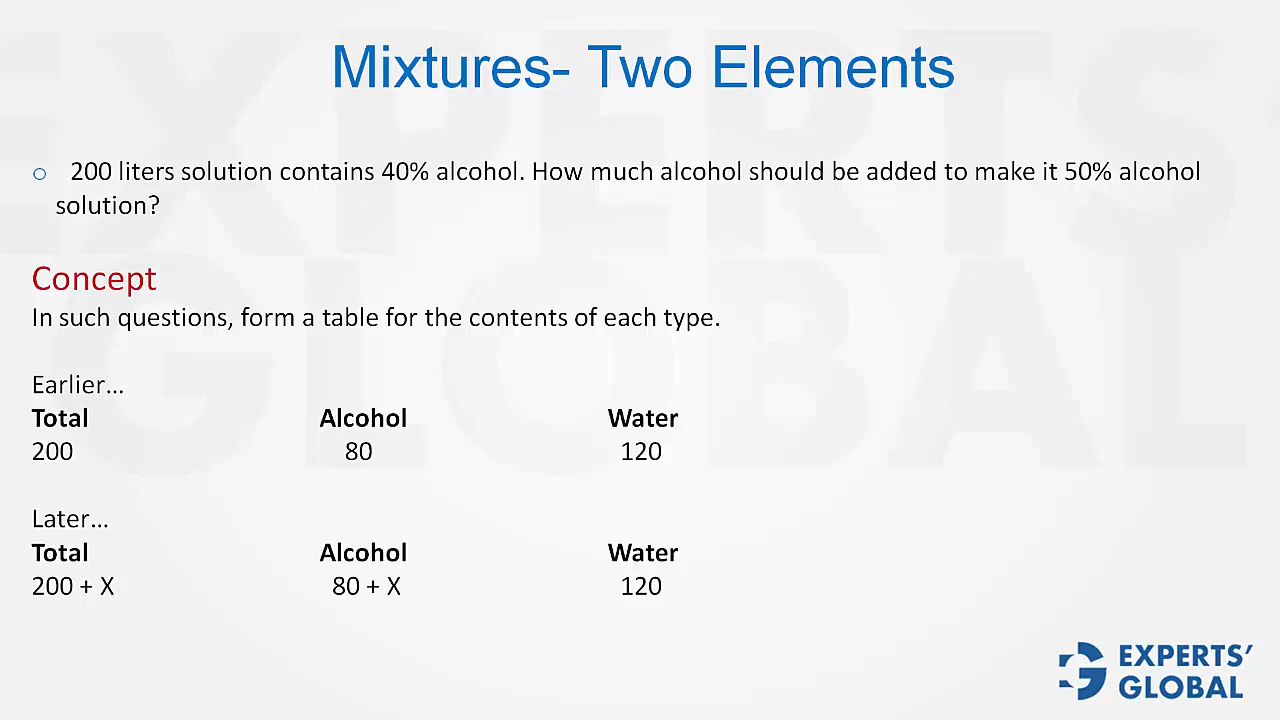 Mixtures- Two Elements
o 200 liters solution contains 40% alcohol. How much alcohol should be added to make it 50% alcohol
solution?
Concept
In such questions, form a table for the contents of each type.
Earlier...
Total Alcohol Water
200 80 120
Later...
Total Alcohol Water
200 + X 80 + X 120
EXPERTS'
GLOBAL
EXPERTS'
GLOBAL